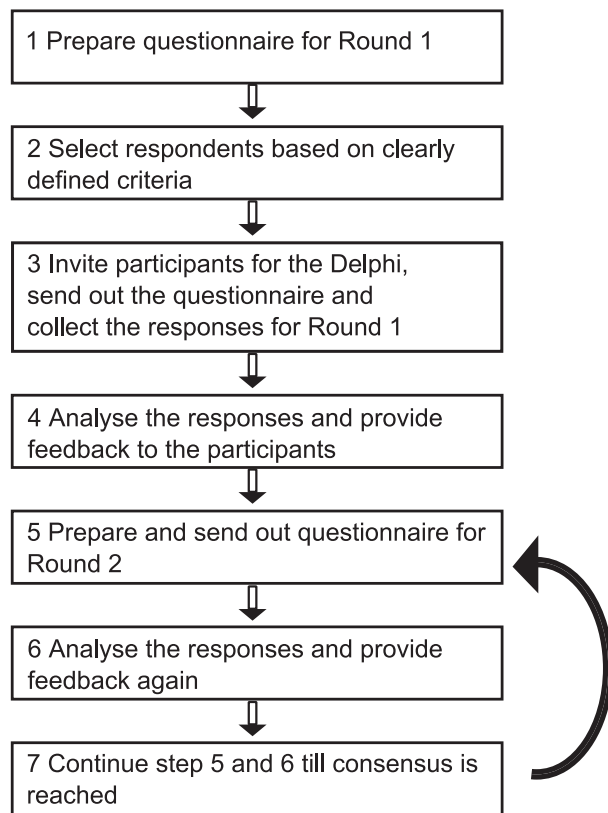 1 Prepare questionnaire for Round 1
2 Select respondents based on clearly
defined criteria
3 Invite participants for the Delphi,
send out the questionnaire and
collect the responses for Round 1
4 Analyse the responses and provide
feedback to the participants
5 Prepare and send out questionnaire for
Round 2
6 Analyse the responses and provide
feedback again
7 Continue step 5 and 6 till consensus is
reached